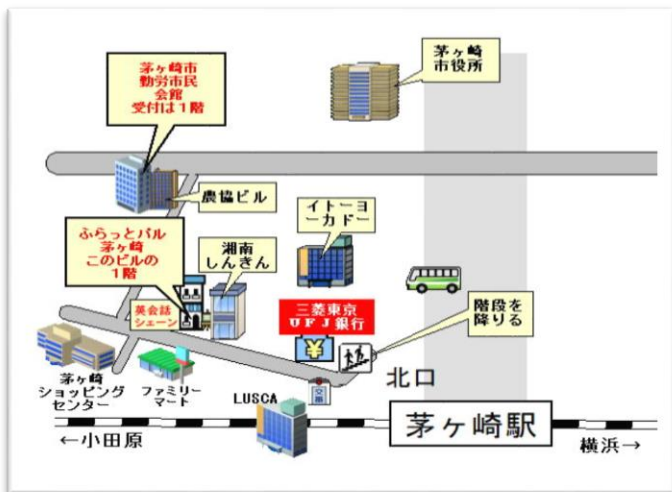 茅ヶ崎市
勤労市民
会館
受付は1階
茅ヶ崎
市役所
農協ビル
イトーヨ
ーカドー
ふらっとパル
茅ヶ崎
このビルの
1階
湘南
しんきん
英会話
シェーン
三菱東京
UFJ銀行
階段を
降りる
茅ヶ崎
ショッピング
センター
ファミリー
マート
交番
北口
LUSCA
茅ヶ崎駅
←小田原
横浜→